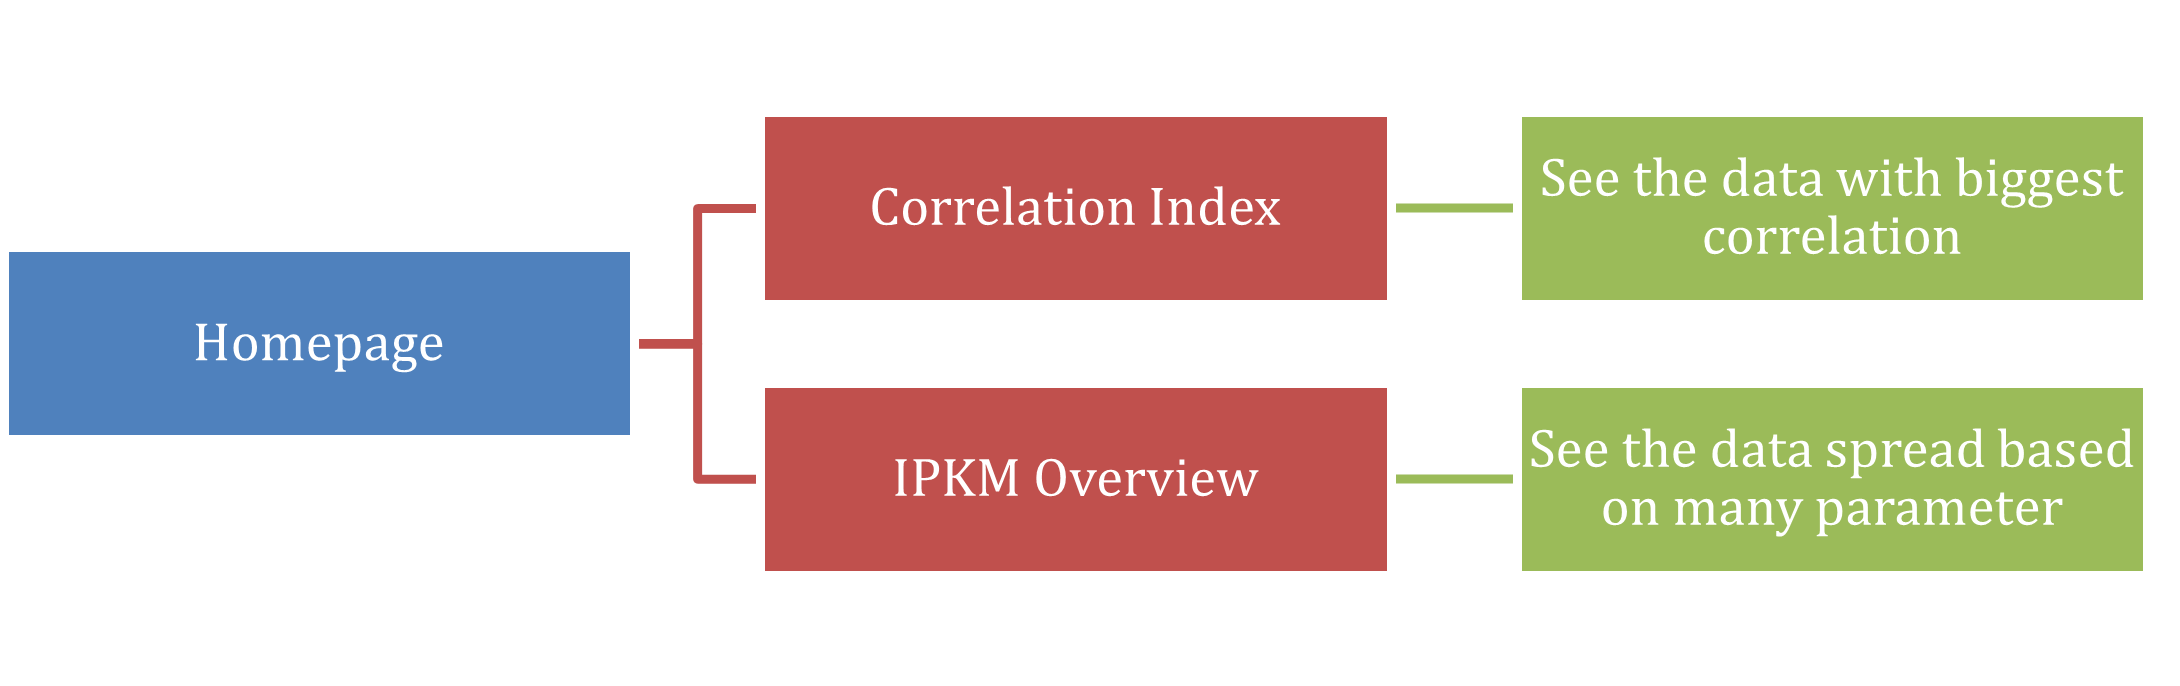 Homepage
Correlation Index
See the data with biggest
correlation
IPKM Overview
See the data spread based
on many parameter